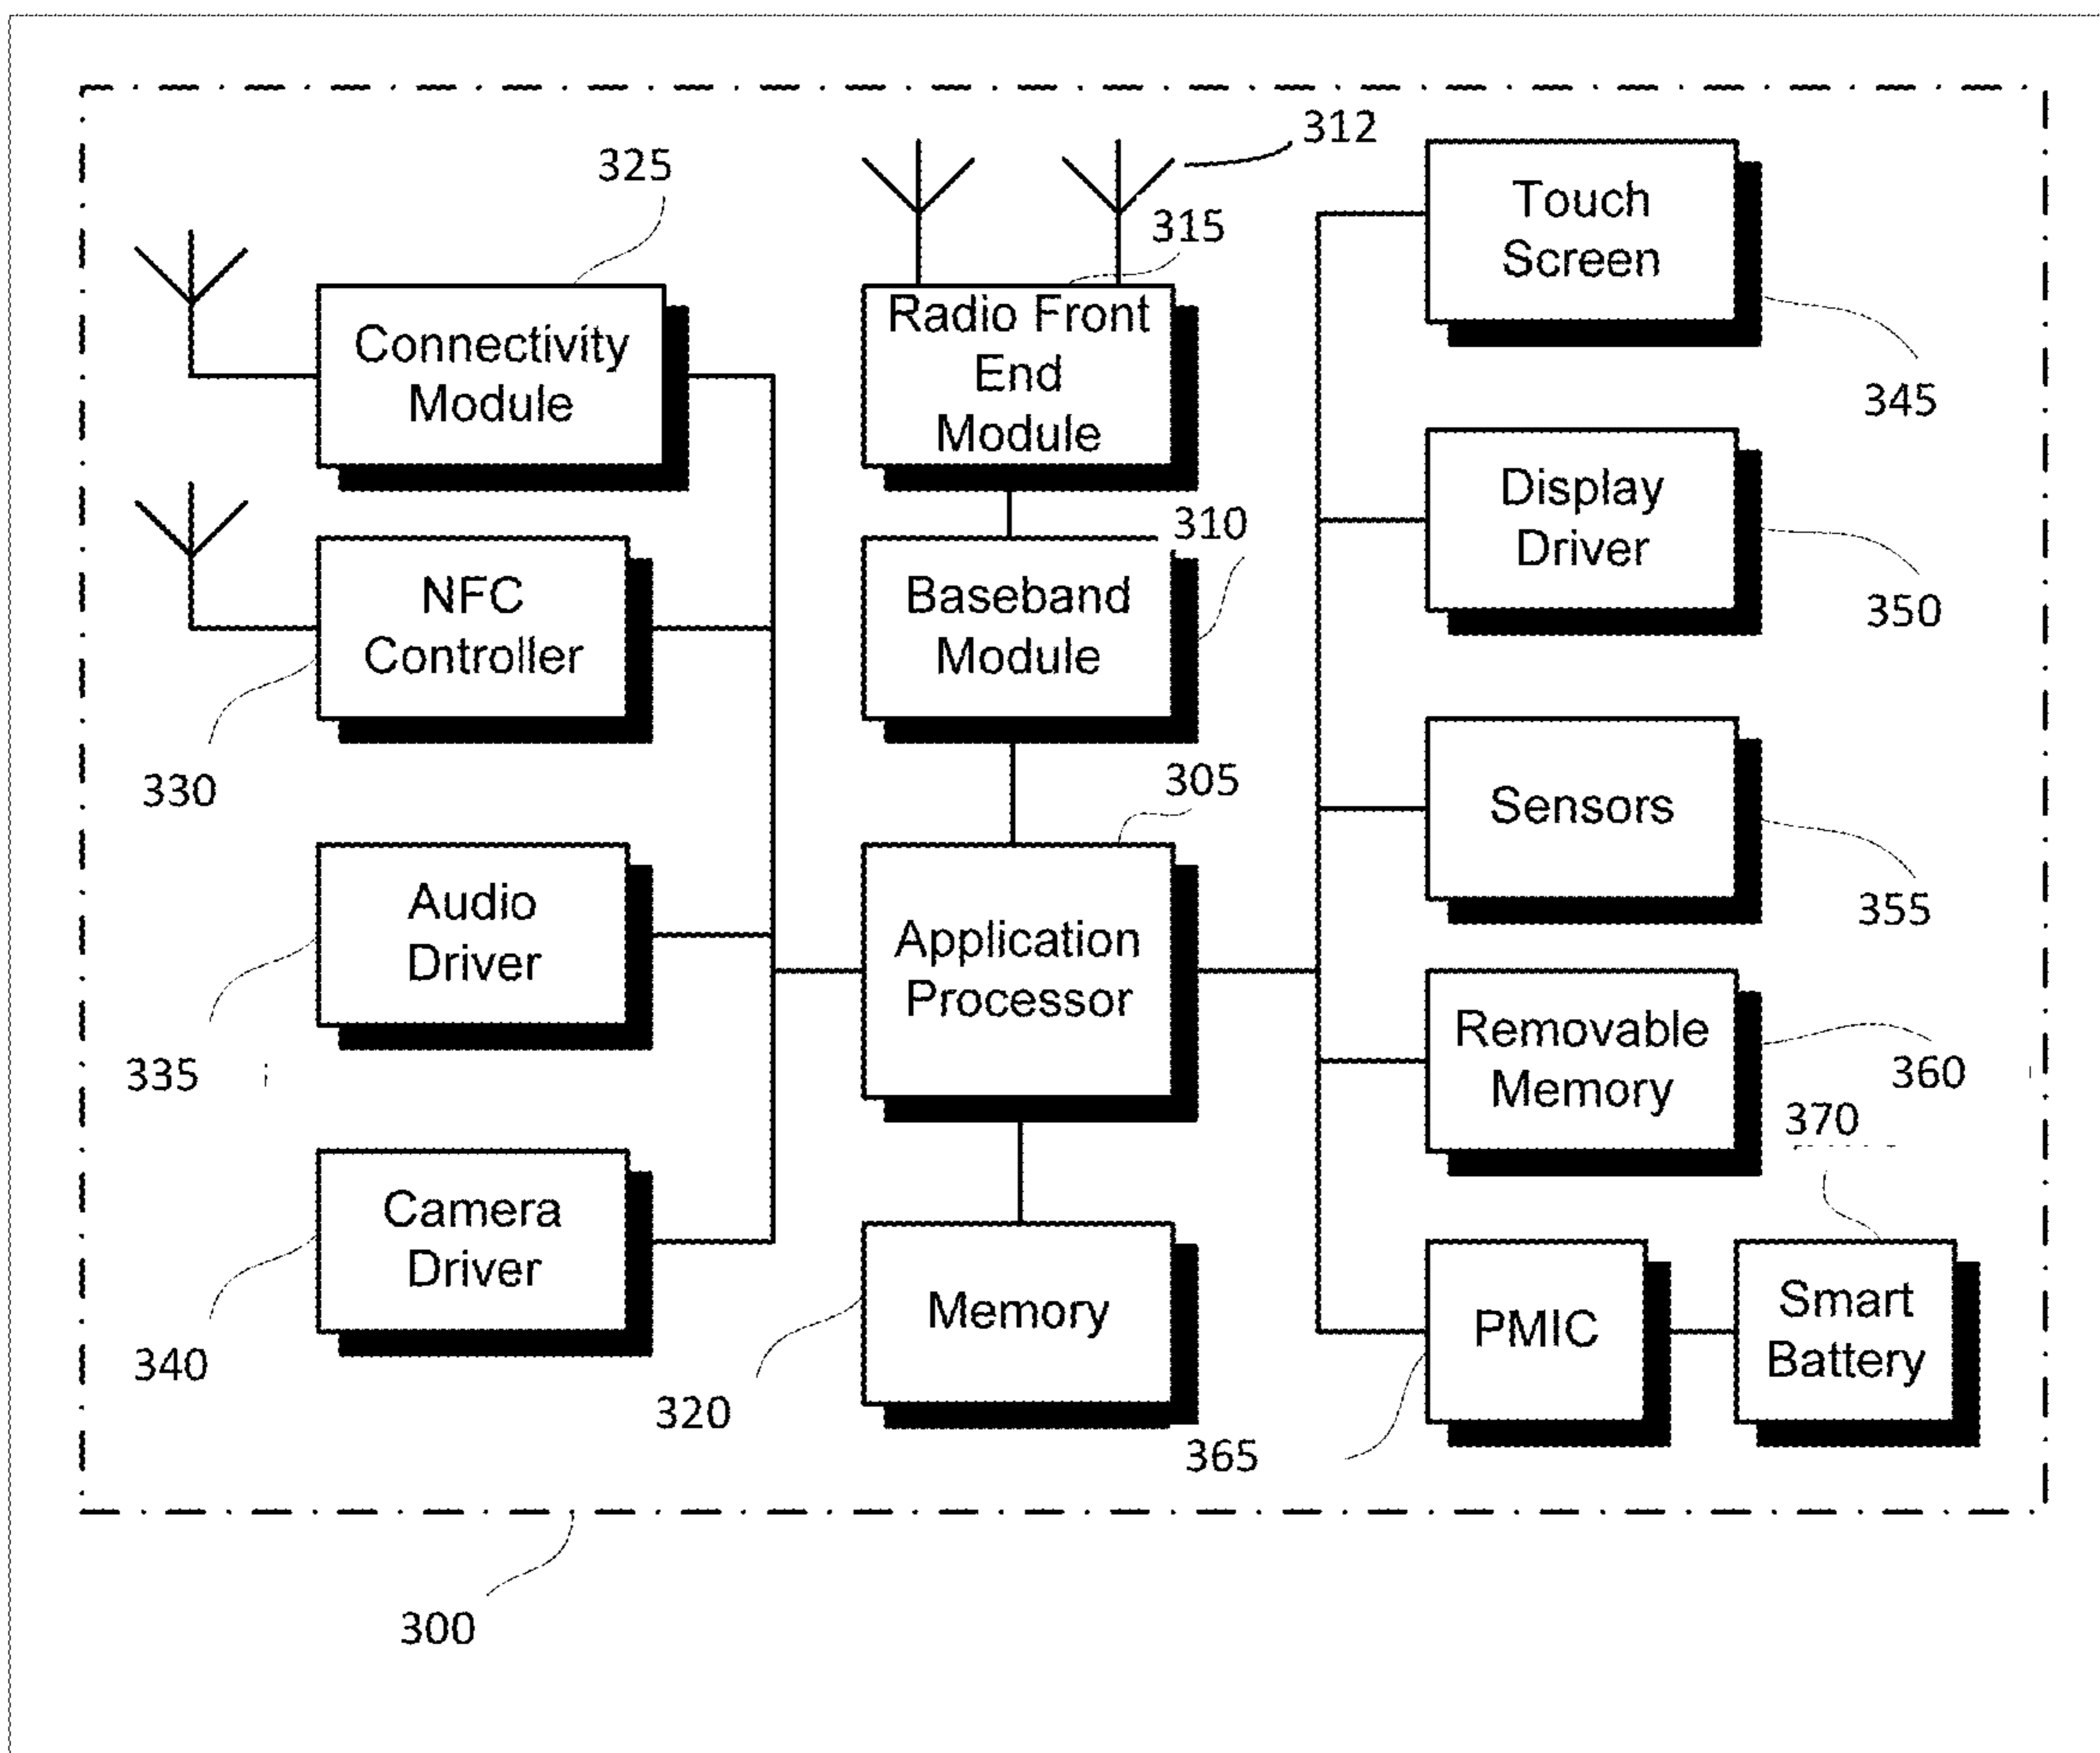 312
325
315
Touch
Screen
Radio Front
End
Module
Connectivity
Module
345
Display
Driver
310
350
NFC
Controller
Baseband
Module
330
305
Sensors
355
Audio
Driver
Application
Processor
335
Removable
Memory
360
370
Camera
Driver
340
Memory
320
PMIC
Smart
Battery
365
300